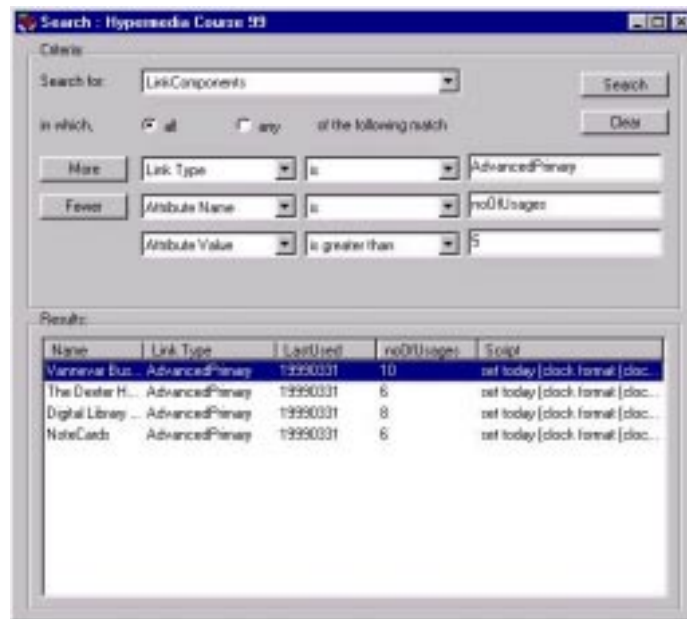 Search : Hypermedia Course 99
Criteria
Search for: LinkComponents Search
in which, all any of the following match Clear
More Link Type is AdvancedPrimary
Fewer Attribute Name is noOfUsages
Attribute Value is greater than 5
Results:
Name Link Type LastUsed noOfUsages Script
Vannevar Bus... AdvancedPrimary 19990331 10 set today [clock format [cloc...
The Dexter H... AdvancedPrimary 19990331 6 set today [clock format [cloc...
Digital Library ... AdvancedPrimary 19990331 8 set today [clock format [cloc...
NoteCards AdvancedPrimary 19990331 6 set today [clock format [cloc...